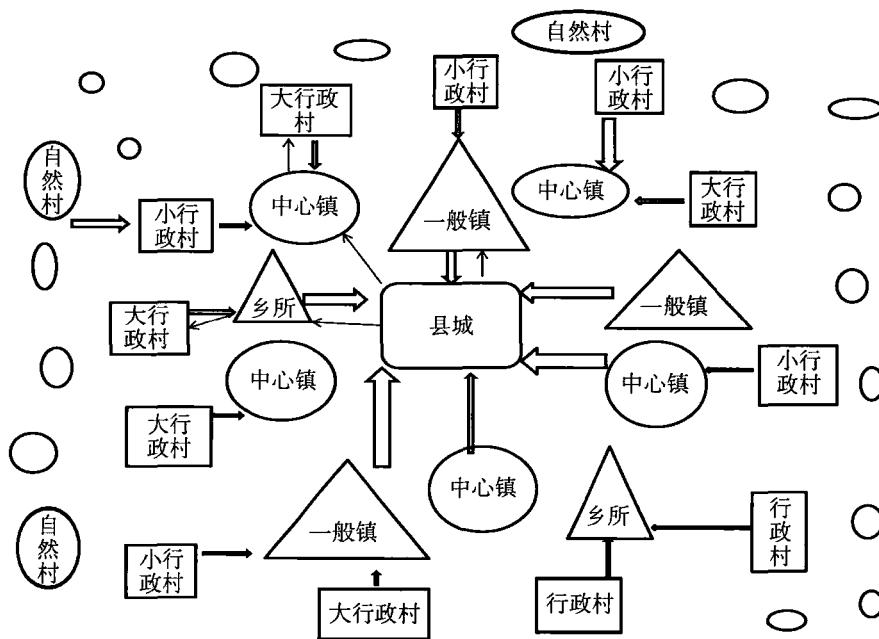 自然村
小行
政村
小行
政村
大行政
村
自
然
村
中心镇
中心镇
大行
政村
小行
政村
一般镇
大行
政村
乡所
县城
一般镇
中心镇
中心镇
小行
政村
大行
政村
中心镇
一般镇
乡所
行
政
村
自
然
村
小行
政村
大行政村
行政村